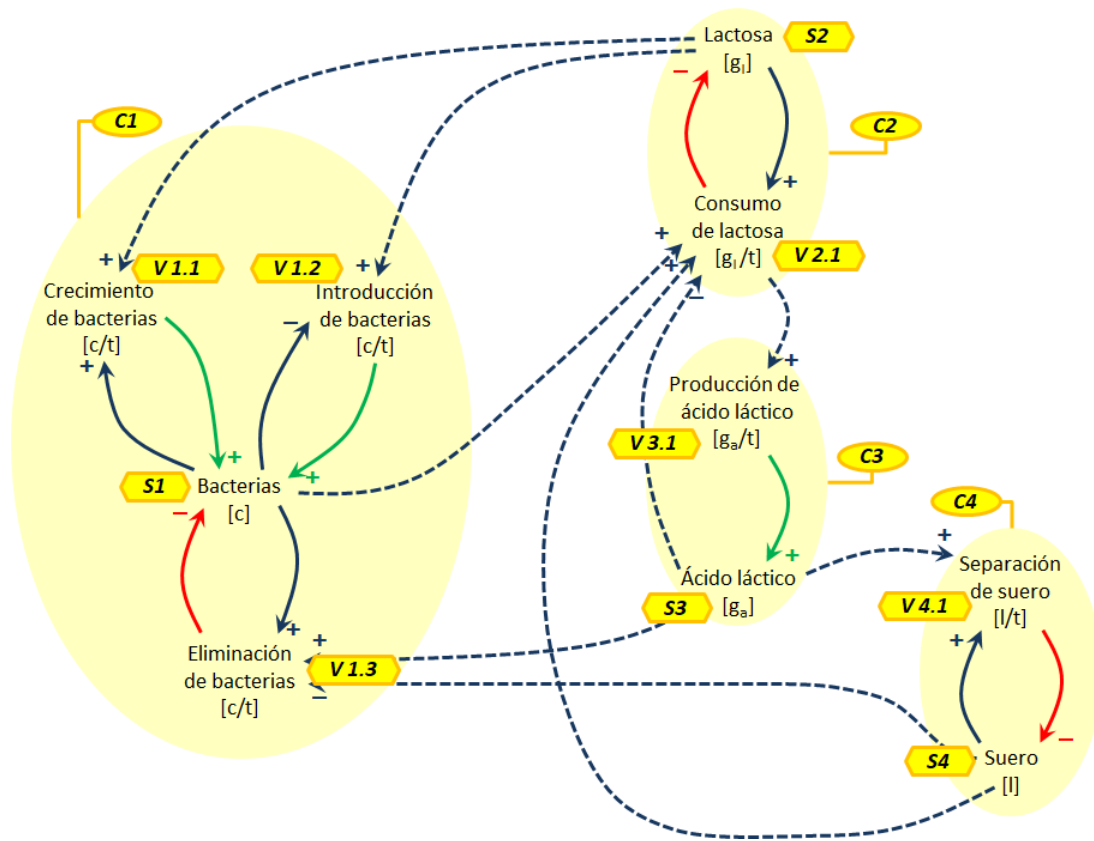 Lactosa
[gₗ]
S2
C1
C2
−
+
Consumo
de lactosa
[gₗ/t]
V 2.1
+
+
−
+
V 1.1
Crecimiento
de bacterias
[c/t]
+
V 1.2
+
Introducción
de bacterias
[c/t]
−
+
Producción de
ácido láctico
[gₐ/t]
V 3.1
C3
+
+
S1
Bacterias
[c]
−
C4
+
Ácido láctico
[gₐ]
S3
+
Separación
de suero
[l/t]
V 4.1
+
+
Eliminación
de bacterias
[c/t]
+
V 1.3
−
−
S4
Suero
[l]